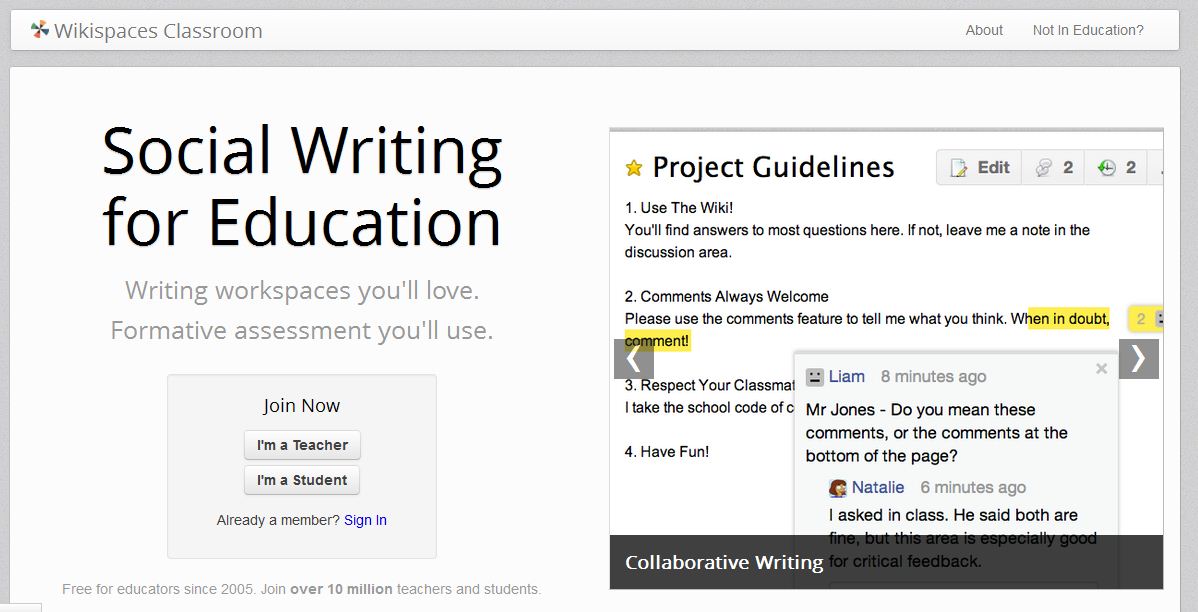 Wikispaces Classroom
About
Not In Education?
Social Writing
for Education
Writing workspaces you'll love.
Formative assessment you'll use.
Join Now
I'm a Teacher
I'm a Student
Already a member? Sign In
Free for educators since 2005. Join over 10 million teachers and students.
Project Guidelines
Edit
2
2
1. Use The Wiki!
You'll find answers to most questions here. If not, leave me a note in the
discussion area.
2. Comments Always Welcome
Please use the comments feature to tell me what you think. When in doubt,
2
comment!
3. Respect Your Classmat
I take the school code of c
4. Have Fun!
Liam 8 minutes ago
Mr Jones - Do you mean these
comments, or the comments at the
bottom of the page?
Natalie 6 minutes ago
I asked in class. He said both are
fine, but this area is especially good
for critical feedback.
Collaborative Writing